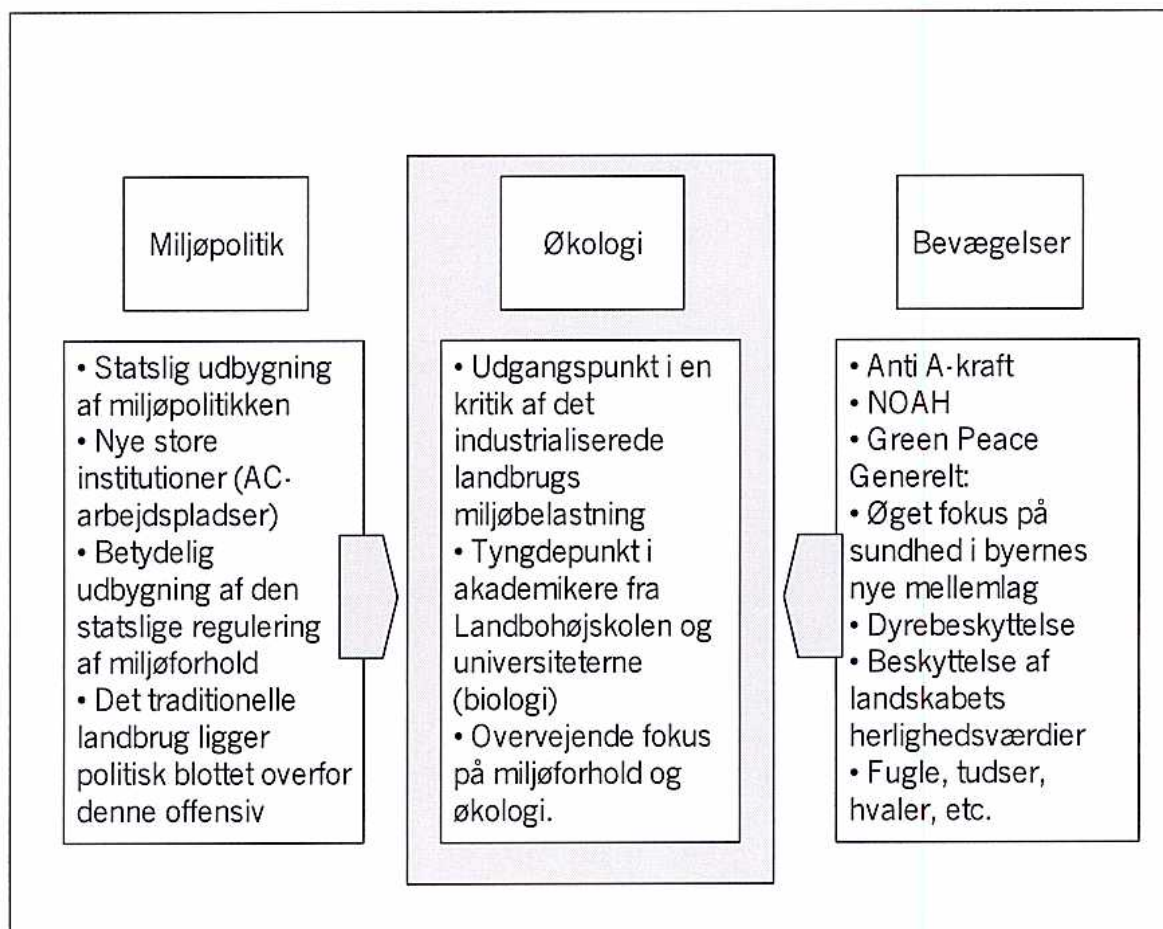 Miljøpolitik
• Statslig udbygning
af miljøpolitikken
• Nye store
institutioner (AC-
arbejdspladser)
• Betydelig
udbygning af den
statslige regulering
af miljøforhold
• Det traditionelle
landbrug ligger
politisk blottet overfor
denne offensiv
Økologi
• Udgangspunkt i en
kritik af det
industrialiserede
landbrugs
miljøbelastning
• Tyngdepunkt i
akademikere fra
Landbohøjskolen og
universiteterne
(biologi)
• Overvejende fokus
på miljøforhold og
økologi.
Bevægelser
• Anti A-kraft
• NOAH
• Green Peace
Generelt:
• Øget fokus på
sundhed i byernes
nye mellemlag
• Dyrebeskyttelse
• Beskyttelse af
landskabets
herlighedsværdier
• Fugle, tudser,
hvaler, etc.